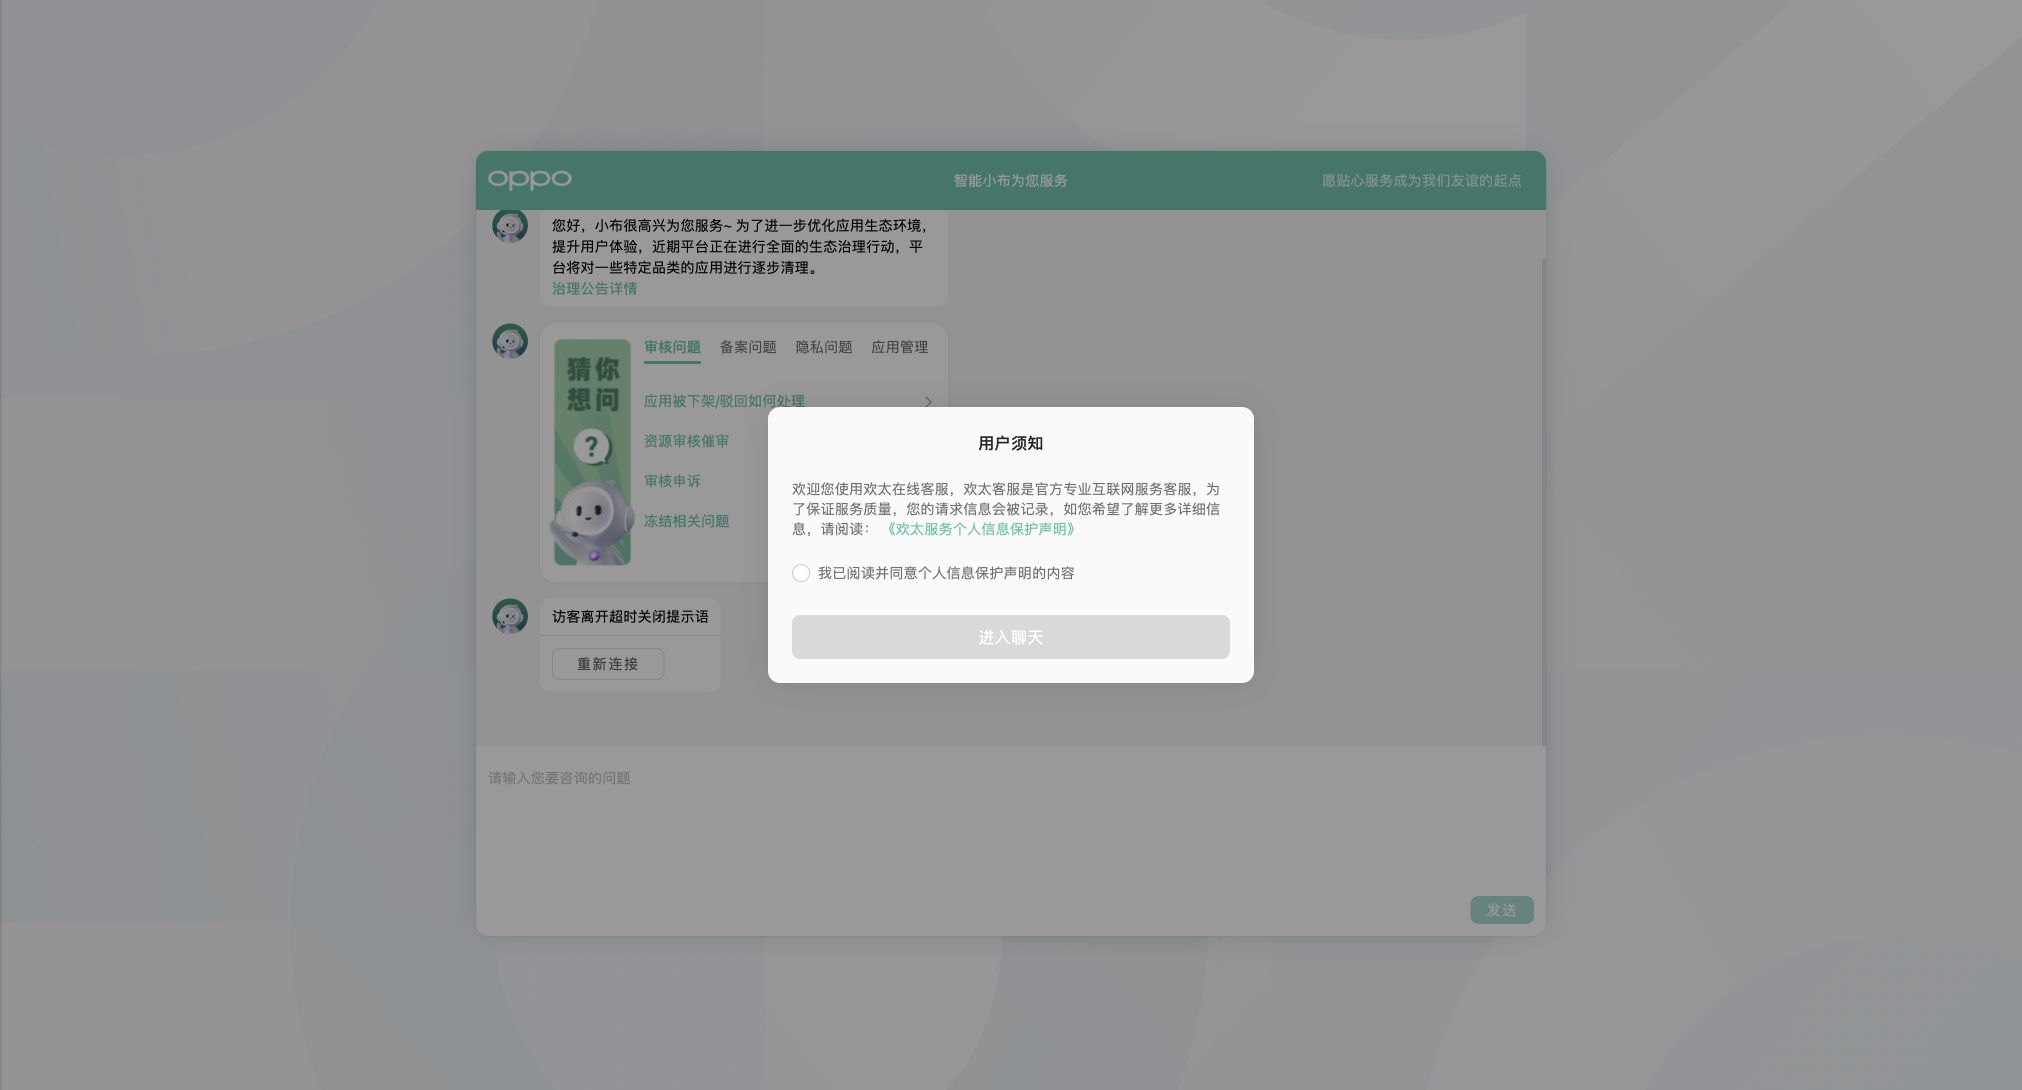 oppo
智能小布为您服务
愿贴心服务成为我们友谊的起点
您好，小布很高兴为您服务~ 为了进一步优化应用生态环境，
提升用户体验，近期平台正在进行全面的生态治理行动，平
台将对一些特定品类的应用进行逐步清理。
治理公告详情
猜你
想问
?
审核问题 备案问题 隐私问题 应用管理
应用被下架/驳回如何处理
资源审核催审
审核申诉
冻结相关问题
用户须知
欢迎您使用欢太在线客服，欢太客服是官方专业互联网服务客服，为
了保证服务质量，您的请求信息会被记录，如您希望了解更多详细信
息，请阅读：《欢太服务个人信息保护声明》
我已阅读并同意个人信息保护声明的内容
进入聊天
访客离开超时关闭提示语
重新连接
请输入您要咨询的问题
发送